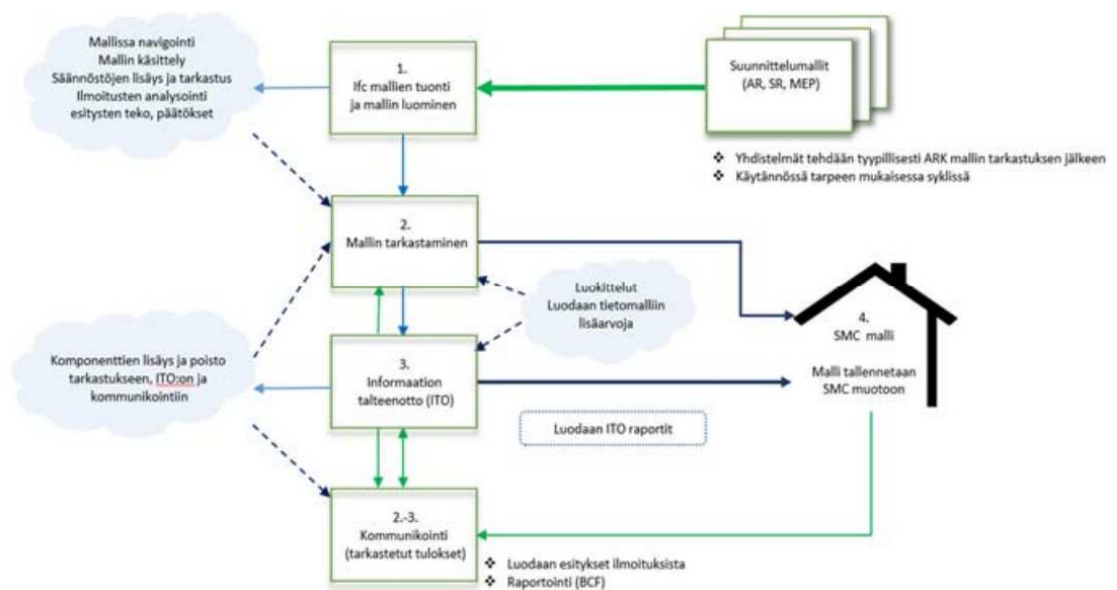 Mallissa navigointi
Mallin käsittely
Säännöstöjen lisäys ja tarkastus
Ilmoitusten analysointi
esitysten teko, päätökset
1.
Ifc mallien tuonti
ja mallin luominen
Suunnittelumallit
(AR, SR, MEP)
❖ Yhdistelmät tehdään tyypillisesti ARK mallin tarkastuksen jälkeen
❖ Käytännössä tarpeen mukaisessa syklissä
2.
Mallin tarkastaminen
Luokittelut
Luodaan tietomalliin
lisäarvoja
4.
SMC malli
Malli tallennetaan
SMC muotoon
Komponenttien lisäys ja poisto
tarkastukseen, ITO:on ja
kommunikointiin
3.
Informaation
talteenotto (ITO)
Luodaan ITO raportit
2.-3.
Kommunikointi
(tarkastetut tulokset)
❖ Luodaan esitykset ilmoituksista
❖ Raportointi (BCF)